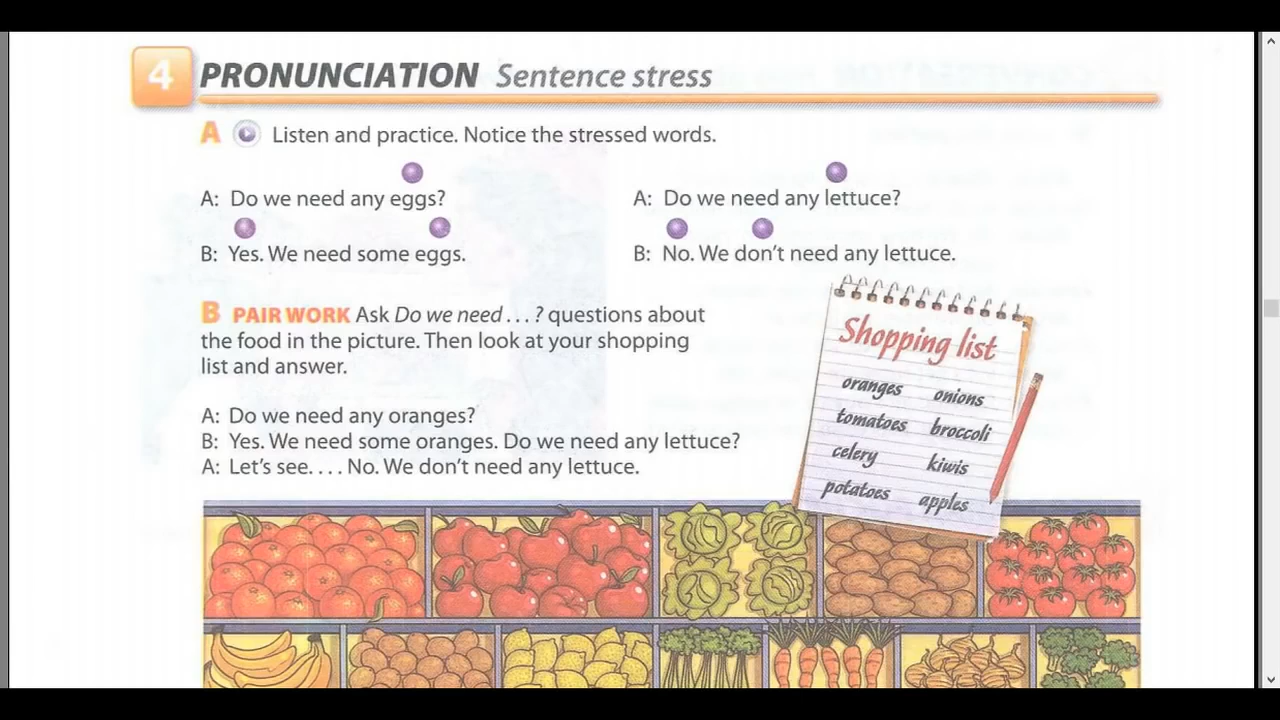 4 PRONUNCIATION Sentence stress
A Listen and practice. Notice the stressed words.
A: Do we need any eggs?
B: Yes. We need some eggs.
A: Do we need any lettuce?
B: No. We don't need any lettuce.
B PAIR WORK Ask Do we need . . . ? questions about
the food in the picture. Then look at your shopping
list and answer.
A: Do we need any oranges?
B: Yes. We need some oranges. Do we need any lettuce?
A: Let's see. . . . No. We don't need any lettuce.
Shopping list
oranges onions
tomatoes broccoli
celery kiwis
potatoes apples